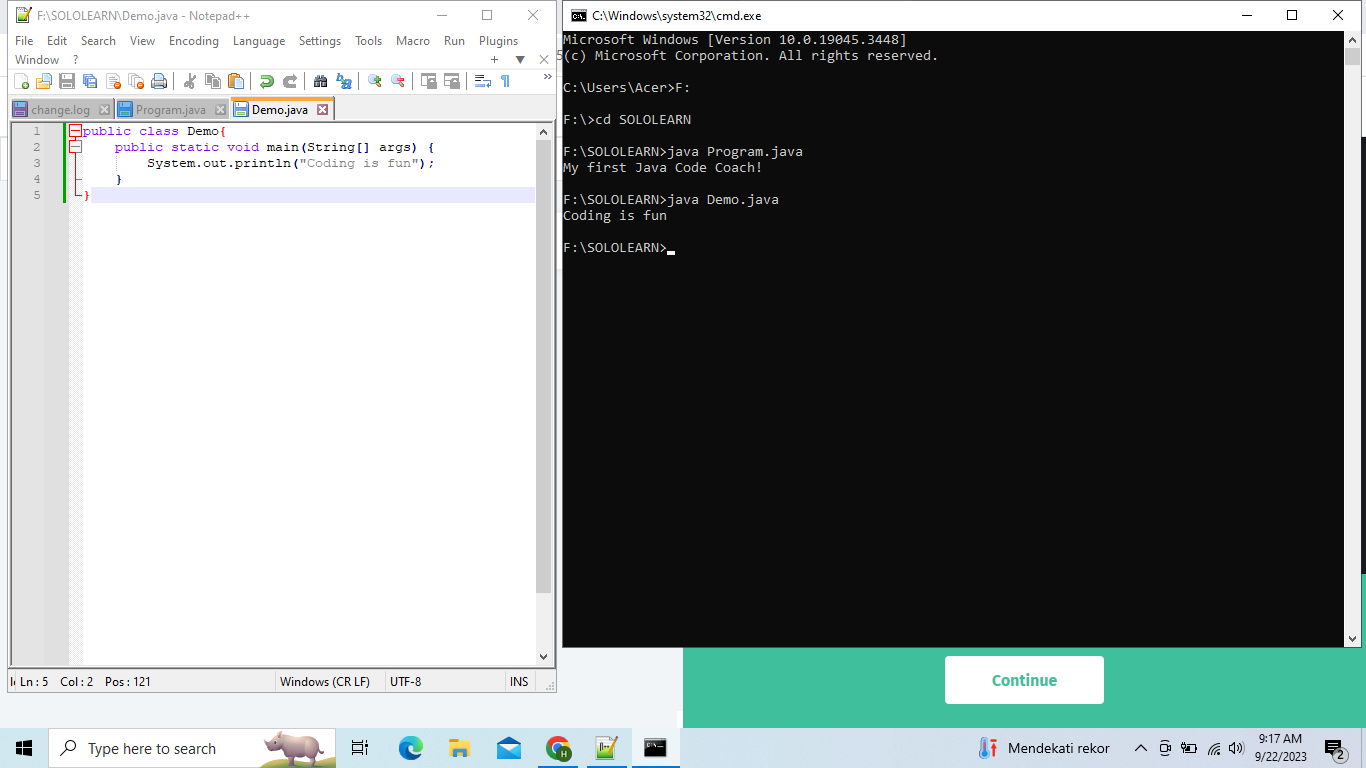 F:\SOLOLEARN\Demo.java - Notepad++
File Edit Search View Encoding Language Settings Tools Macro Run Plugins
Window ? + ▼ X
change.log Program.java Demo.java
1 public class Demo{
2 public static void main(String[] args) {
3 System.out.println("Coding is fun");
4 }
5 }
Ln : 5 Col : 2 Pos : 121 Windows (CR LF) UTF-8 INS
C:\Windows\system32\cmd.exe
Microsoft Windows [Version 10.0.19045.3448]
(c) Microsoft Corporation. All rights reserved.
C:\Users\Acer>F:
F:\>cd SOLOLEARN
F:\SOLOLEARN>java Program.java
My first Java Code Coach!
F:\SOLOLEARN>java Demo.java
Coding is fun
F:\SOLOLEARN>
Continue
Type here to search
Mendekati rekor
9:17 AM
9/22/2023
2